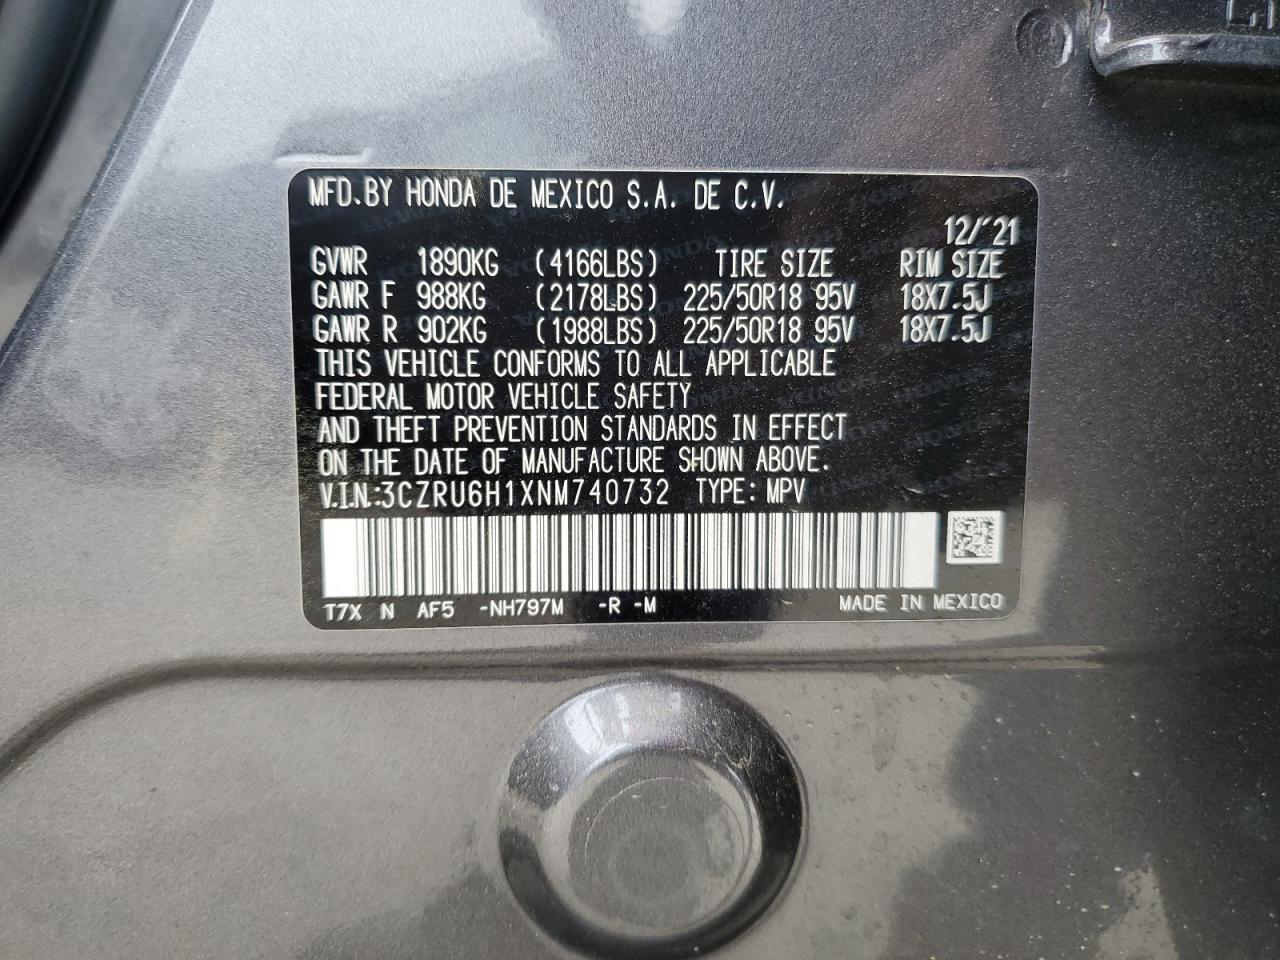 MFD.BY HONDA DE MEXICO S.A. DE C.V.
12/'21
GVWR 1890KG (4166LBS) TIRE SIZE RIM SIZE
GAWR F 988KG (2178LBS) 225/50R18 95V 18X7.5J
GAWR R 902KG (1988LBS) 225/50R18 95V 18X7.5J
THIS VEHICLE CONFORMS TO ALL APPLICABLE
FEDERAL MOTOR VEHICLE SAFETY
AND THEFT PREVENTION STANDARDS IN EFFECT
ON THE DATE OF MANUFACTURE SHOWN ABOVE.
V.I.N.:3CZRU6H1XNM740732 TYPE: MPV
T7X N AF5 -NH797M -R -M MADE IN MEXICO